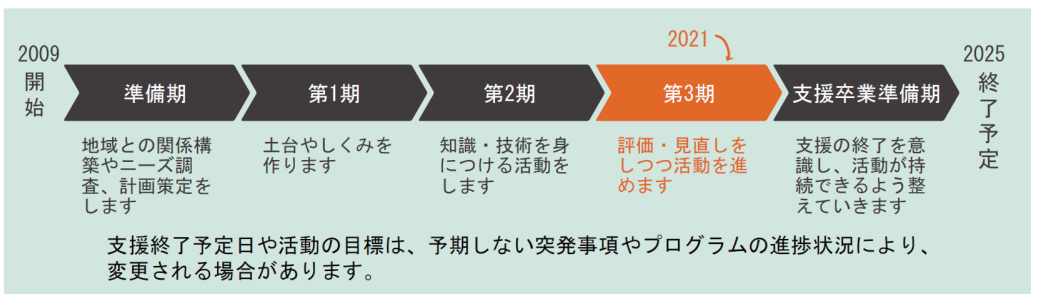 2009
開始
2021
2025
終了予定
準備期
第1期
第2期
第3期
支援卒業準備期
地域との関係構
築やニーズ調
査、計画策定を
します
土台やしくみを
作ります
知識・技術を身
につける活動を
します
評価・見直しを
しつつ活動を進
めます
支援の終了を意
識し、活動が持
続できるよう整
えていきます
支援終了予定日や活動の目標は、予期しない突発事項やプログラムの進捗状況により、
変更される場合があります。